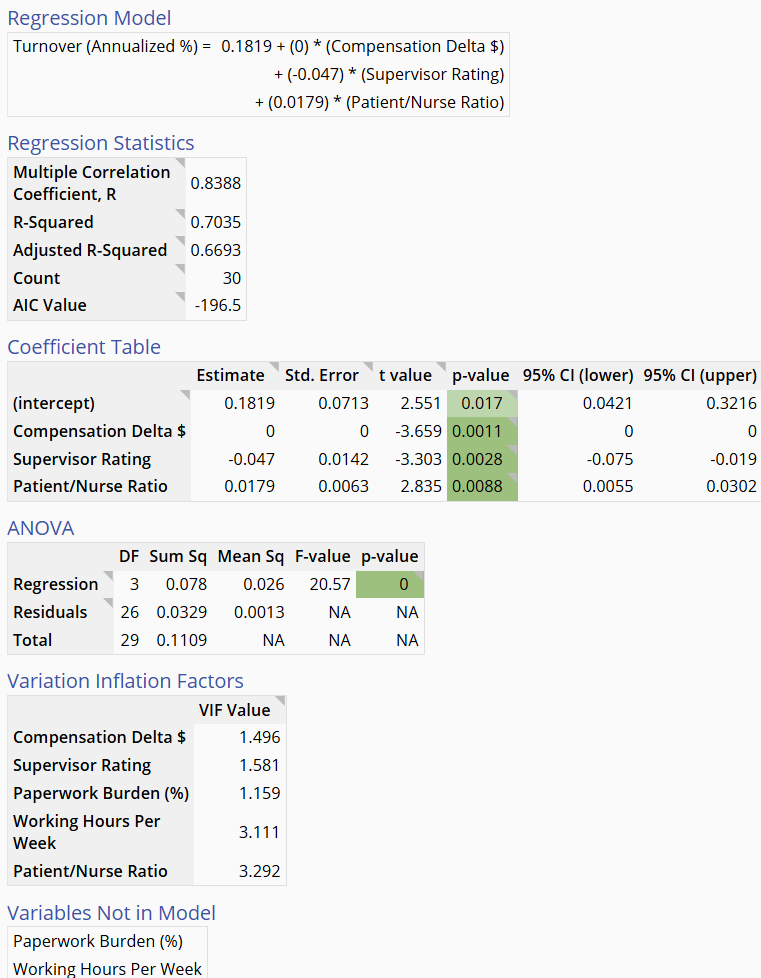 Regression Model
Turnover (Annualized %) = 0.1819 + (0) * (Compensation Delta $)
+ (-0.047) * (Supervisor Rating)
+ (0.0179) * (Patient/Nurse Ratio)
Regression Statistics
Multiple Correlation
Coefficient, R 0.8388
R-Squared 0.7035
Adjusted R-Squared 0.6693
Count 30
AIC Value -196.5
Coefficient Table
Estimate Std. Error t value p-value 95% CI (lower) 95% CI (upper)
(intercept) 0.1819 0.0713 2.551 0.017 0.0421 0.3216
Compensation Delta $ 0 0 -3.659 0.0011 0 0
Supervisor Rating -0.047 0.0142 -3.303 0.0028 -0.075 -0.019
Patient/Nurse Ratio 0.0179 0.0063 2.835 0.0088 0.0055 0.0302
ANOVA
DF Sum Sq Mean Sq F-value p-value
Regression 3 0.078 0.026 20.57 0
Residuals 26 0.0329 0.0013 NA NA
Total 29 0.1109 NA NA NA
Variation Inflation Factors
VIF Value
Compensation Delta $ 1.496
Supervisor Rating 1.581
Paperwork Burden (%) 1.159
Working Hours Per
Week 3.111
Patient/Nurse Ratio 3.292
Variables Not in Model
Paperwork Burden (%)
Working Hours Per Week